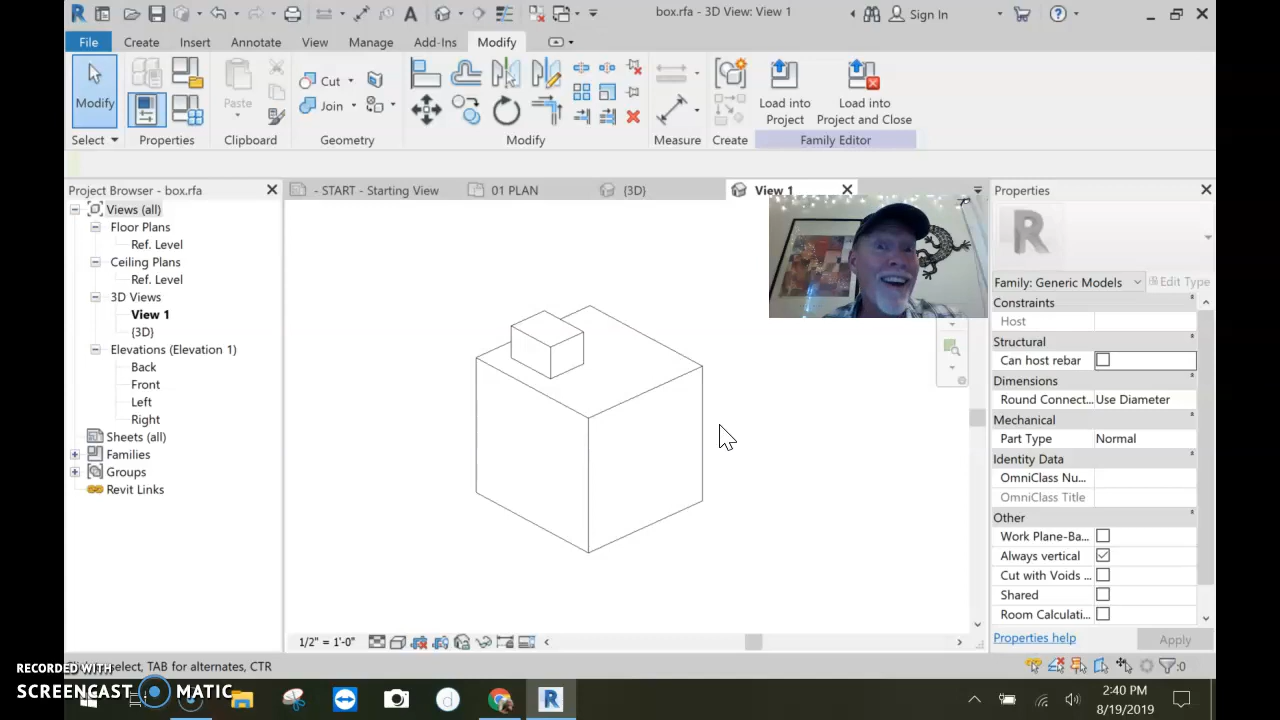 box.rfa - 3D View: View 1
Sign In
File Create Insert Annotate View Manage Add-Ins Modify
Modify
Paste
Cut
Join
Load into
Project
Load into
Project and Close
Select Properties Clipboard Geometry Modify Measure Create Family Editor
Project Browser - box.rfa
- START - Starting View 01 PLAN {3D} View 1
Properties
Views (all)
Floor Plans
Ref. Level
Ceiling Plans
Ref. Level
3D Views
View 1
{3D}
Elevations (Elevation 1)
Back
Front
Left
Right
Sheets (all)
Families
Groups
Revit Links
Family: Generic Models Edit Type
Constraints
Host
Structural
Can host rebar
Dimensions
Round Connect... Use Diameter
Mechanical
Part Type Normal
Identity Data
OmniClass Nu...
OmniClass Title
Other
Work Plane-Ba...
Always vertical
Cut with Voids ...
Shared
Room Calculati...
Properties help Apply
1/2" = 1'-0"
select, TAB for alternates, CTR
:0
RECORDED WITH
SCREENCAST MATIC
2:40 PM
8/19/2019